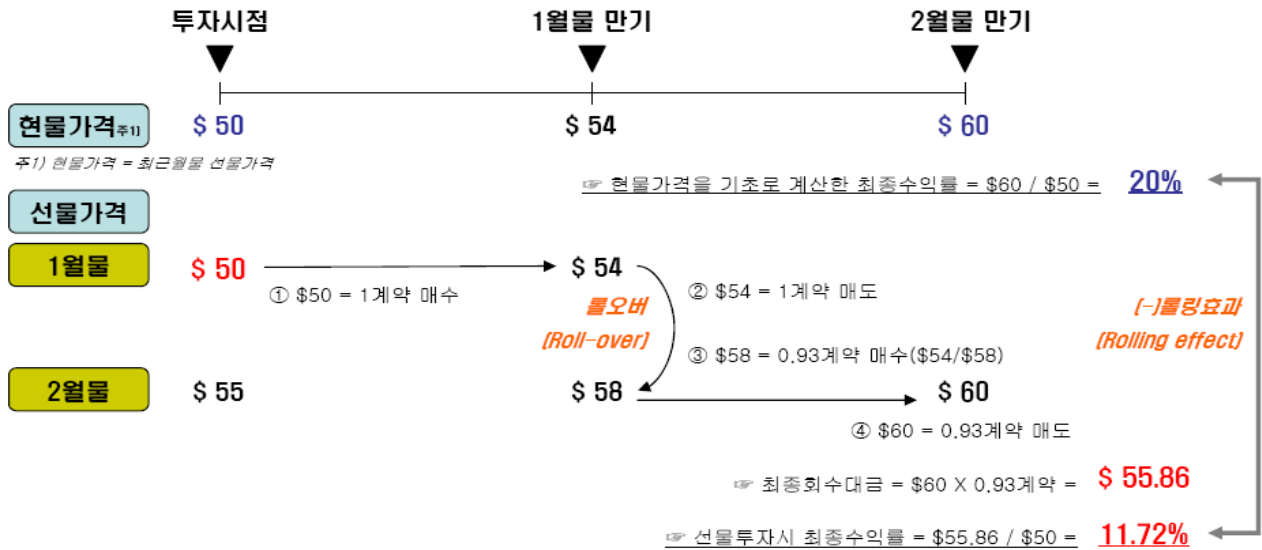 투자시점 1월물 만기 2월물 만기
현물가격주1) $ 50 $ 54 $ 60
주1) 현물가격 = 최근월물 선물가격
☞ 현물가격을 기초로 계산한 최종수익률 = $60 / $50 = 20%
선물가격
1월물 $ 50 $ 54
① $50 = 1계약 매수
② $54 = 1계약 매도
롤오버
(Roll-over)
(-)롤링효과
(Rolling effect)
③ $58 = 0.93계약 매수($54/$58)
2월물 $ 55 $ 58 $ 60
④ $60 = 0.93계약 매도
☞ 최종회수대금 = $60 X 0.93계약 = $ 55.86
☞ 선물투자시 최종수익률 = $55.86 / $50 = 11.72%